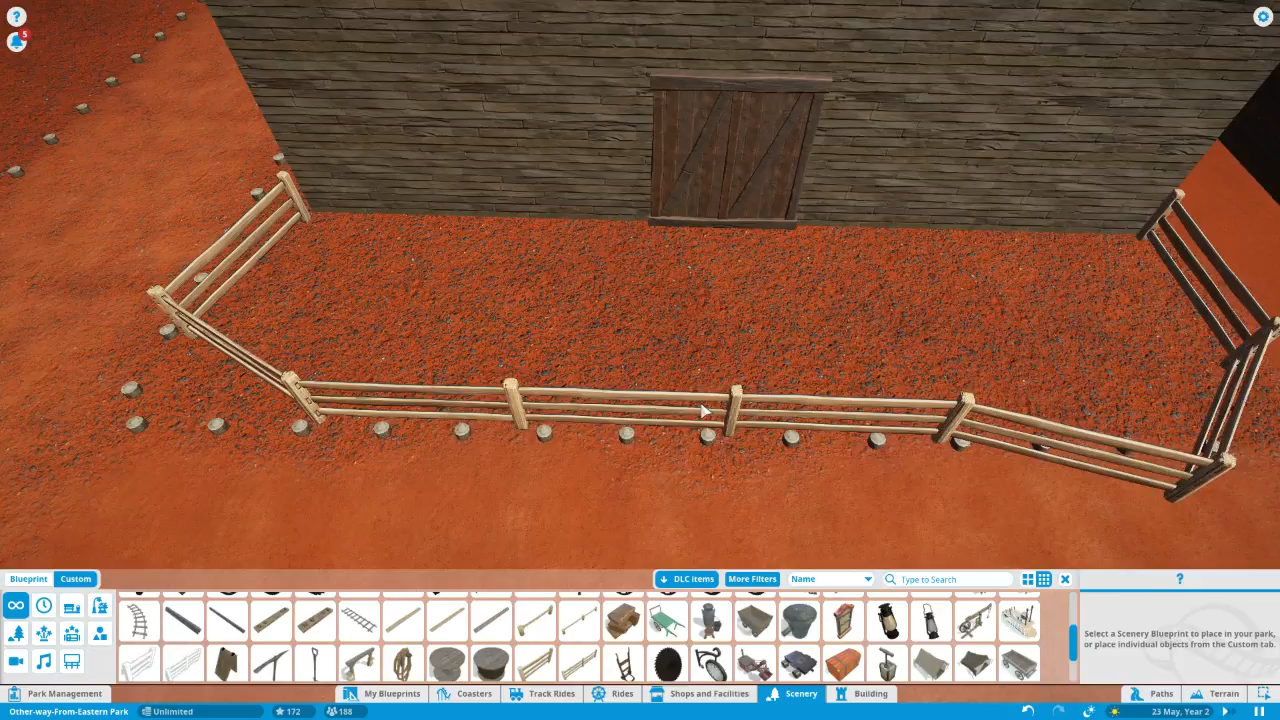 ?
5
Blueprint Custom DLC items More Filters Name Type to Search ?
Select a Scenery Blueprint to place in your park,
or place individual objects from the Custom tab.
Park Management My Blueprints Coasters Track Rides Rides Shops and Facilities Scenery Building Paths Terrain
Other-way-From-Eastern Park Unlimited 172 188 23 May, Year 2